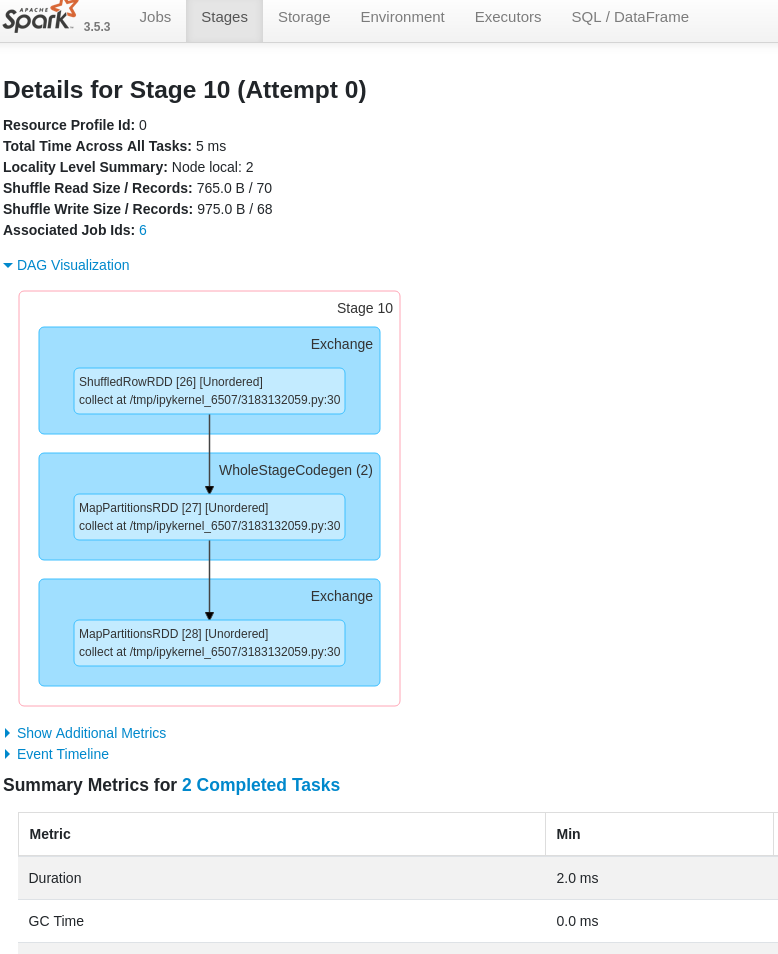 APACHE
Spark 3.5.3 Jobs Stages Storage Environment Executors SQL / DataFrame
Details for Stage 10 (Attempt 0)
Resource Profile Id: 0
Total Time Across All Tasks: 5 ms
Locality Level Summary: Node local: 2
Shuffle Read Size / Records: 765.0 B / 70
Shuffle Write Size / Records: 975.0 B / 68
Associated Job Ids: 6
DAG Visualization
Stage 10
Exchange
ShuffledRowRDD [26] [Unordered]
collect at /tmp/ipykernel_6507/3183132059.py:30
WholeStageCodegen (2)
MapPartitionsRDD [27] [Unordered]
collect at /tmp/ipykernel_6507/3183132059.py:30
Exchange
MapPartitionsRDD [28] [Unordered]
collect at /tmp/ipykernel_6507/3183132059.py:30
Show Additional Metrics
Event Timeline
Summary Metrics for 2 Completed Tasks
Metric Min
Duration 2.0 ms
GC Time 0.0 ms